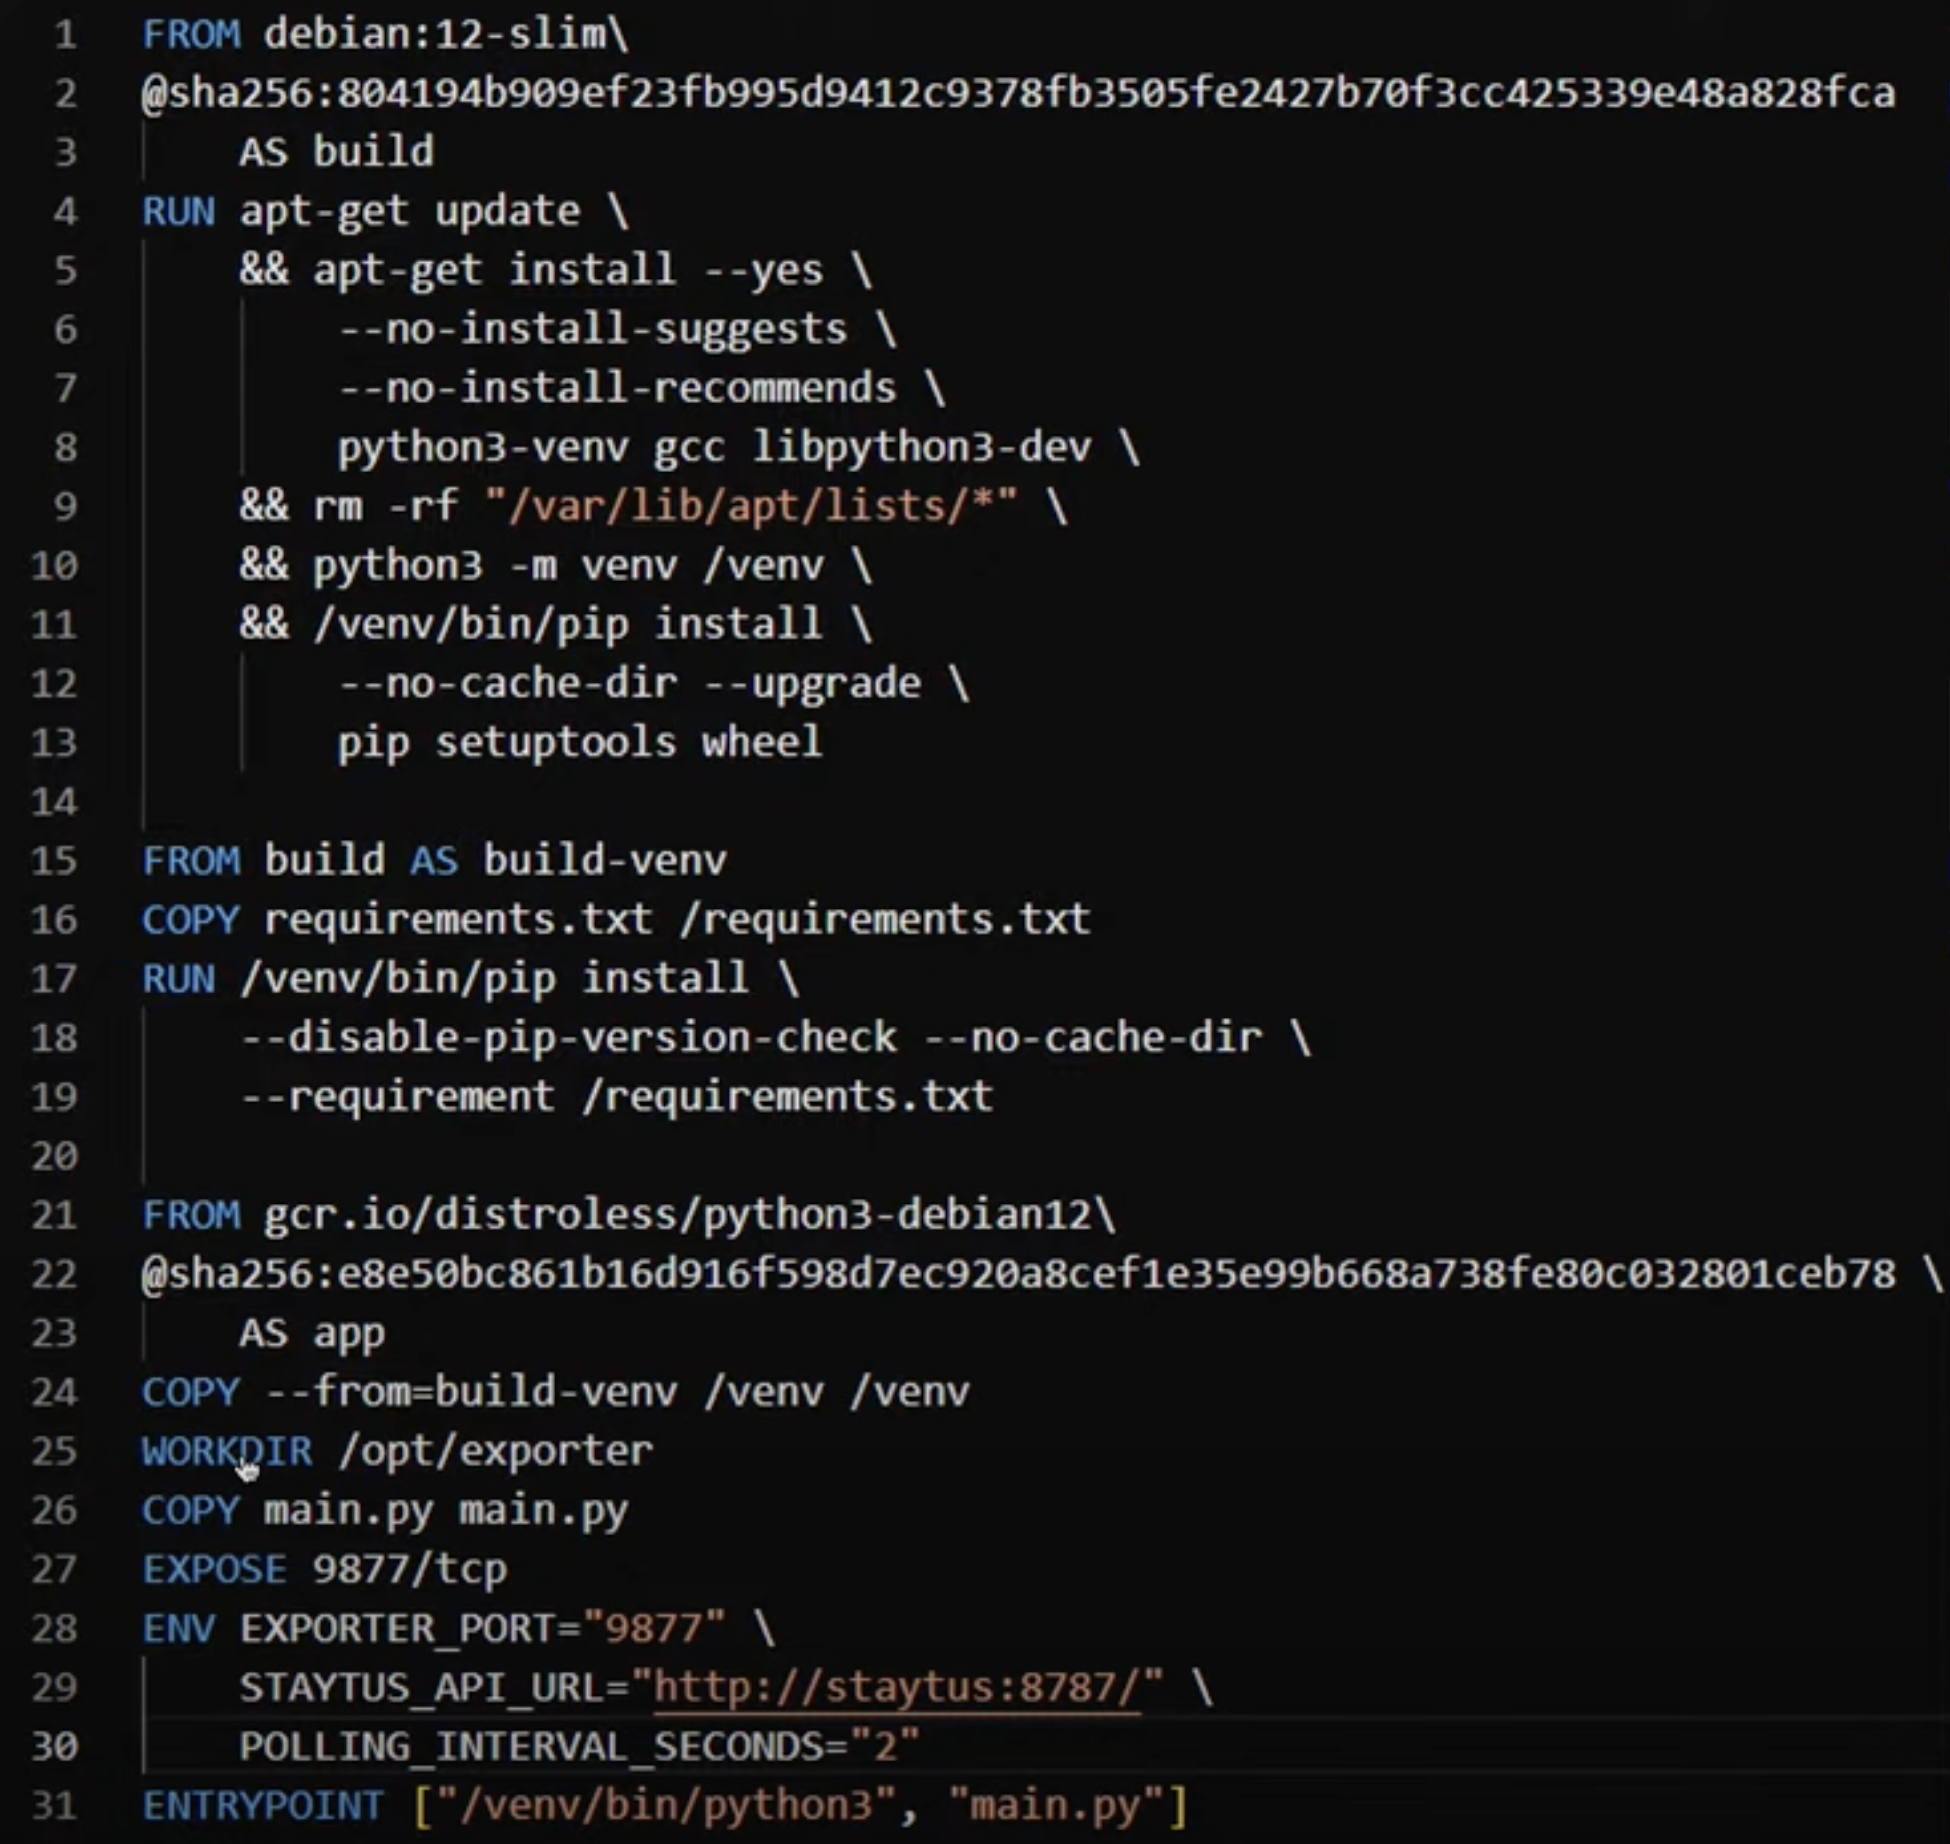 1 FROM debian:12-slim\
2 @sha256:804194b909ef23fb995d9412c9378fb3505fe2427b70f3cc425339e48a828fca
3     AS build
4 RUN apt-get update \
5     && apt-get install --yes \
6         --no-install-suggests \
7         --no-install-recommends \
8         python3-venv gcc libpython3-dev \
9     && rm -rf "/var/lib/apt/lists/*" \
10     && python3 -m venv /venv \
11     && /venv/bin/pip install \
12         --no-cache-dir --upgrade \
13         pip setuptools wheel
14
15 FROM build AS build-venv
16 COPY requirements.txt /requirements.txt
17 RUN /venv/bin/pip install \
18     --disable-pip-version-check --no-cache-dir \
19     --requirement /requirements.txt
20
21 FROM gcr.io/distroless/python3-debian12\
22 @sha256:e8e50bc861b16d916f598d7ec920a8cef1e35e99b668a738fe80c032801ceb78 \
23     AS app
24 COPY --from=build-venv /venv /venv
25 WORKDIR /opt/exporter
26 COPY main.py main.py
27 EXPOSE 9877/tcp
28 ENV EXPORTER_PORT="9877" \
29     STAYTUS_API_URL="http://staytus:8787/" \
30     POLLING_INTERVAL_SECONDS="2"
31 ENTRYPOINT ["/venv/bin/python3", "main.py"]